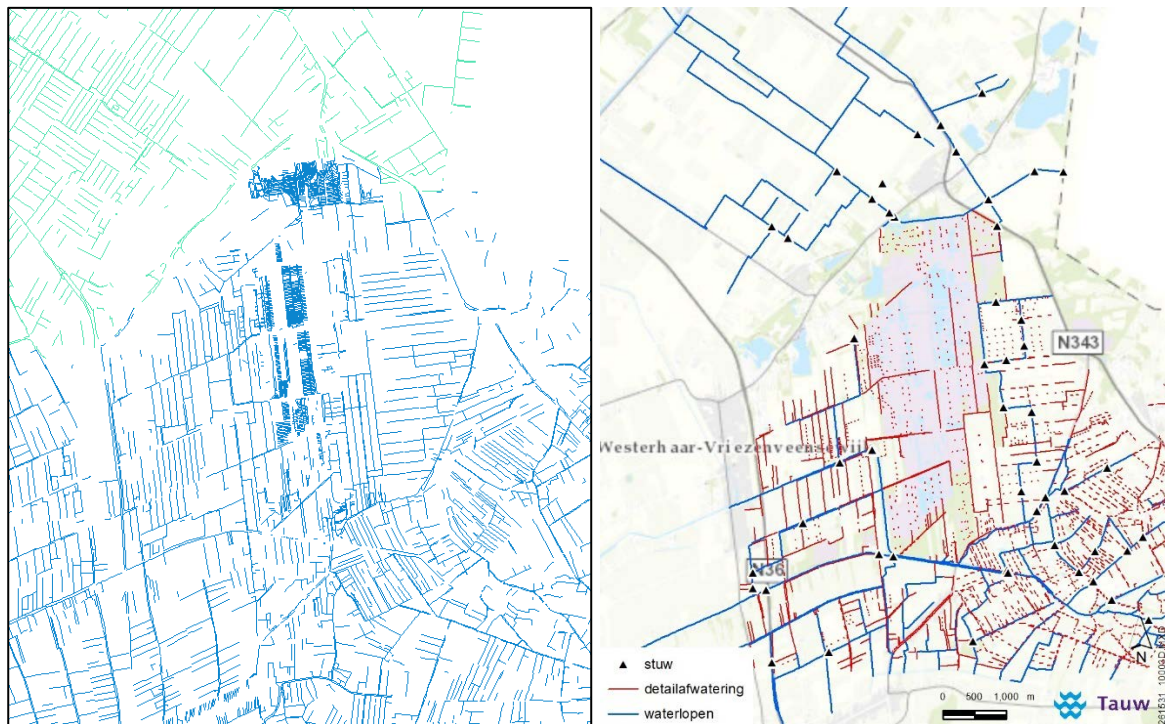 N343
Westerhaar-Vriezenveensewijk
N36
stuw
detailafwatering
waterlopen
0 500 1.000 m
N
Tauw